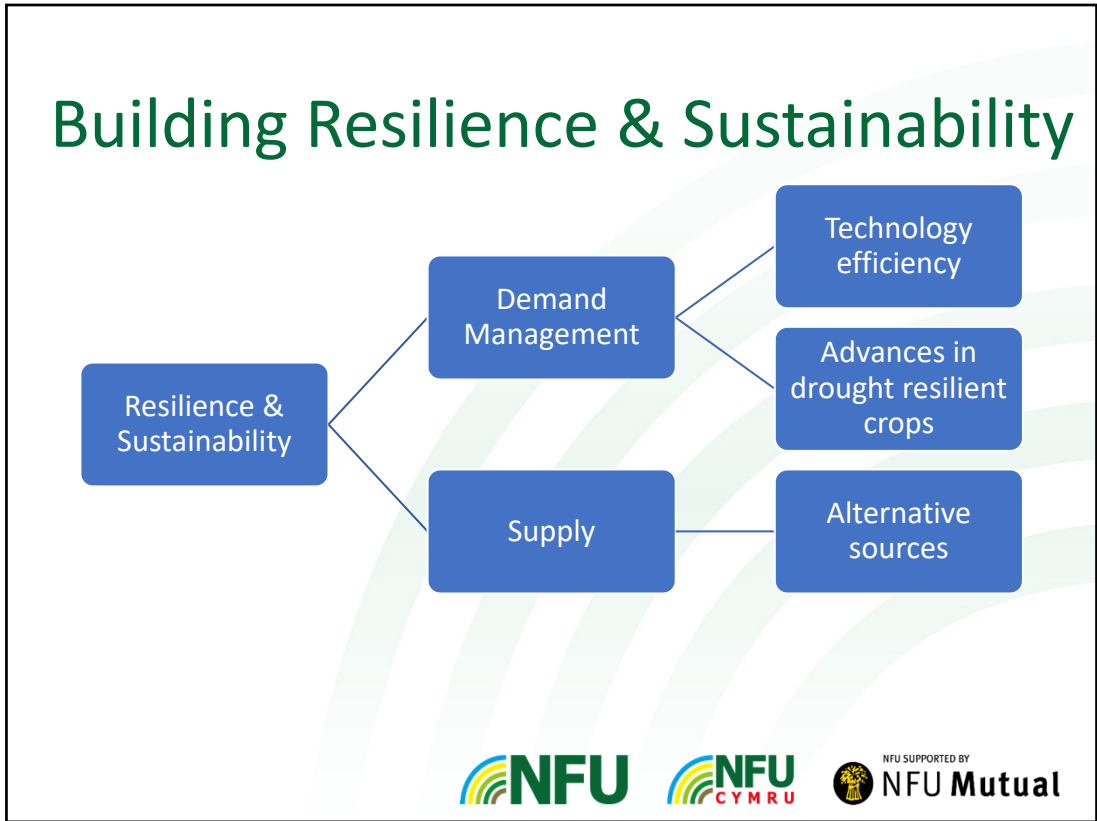 Building Resilience & Sustainability
Resilience &
Sustainability
Demand
Management
Technology
efficiency
Advances in
drought resilient
crops
Supply
Alternative
sources
NFU
NFU
CYMRU
NFU SUPPORTED BY
NFU Mutual